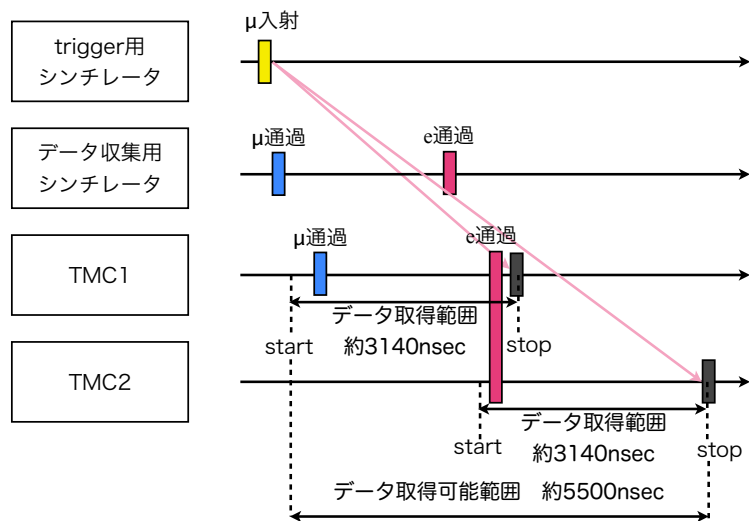 μ入射
trigger用
シンチレータ
μ通過
e通過
データ収集用
シンチレータ
μ通過
e通過
TMC1
データ取得範囲
start
約3140nsec
stop
TMC2
データ取得範囲
start
約3140nsec
stop
データ取得可能範囲 約5500nsec